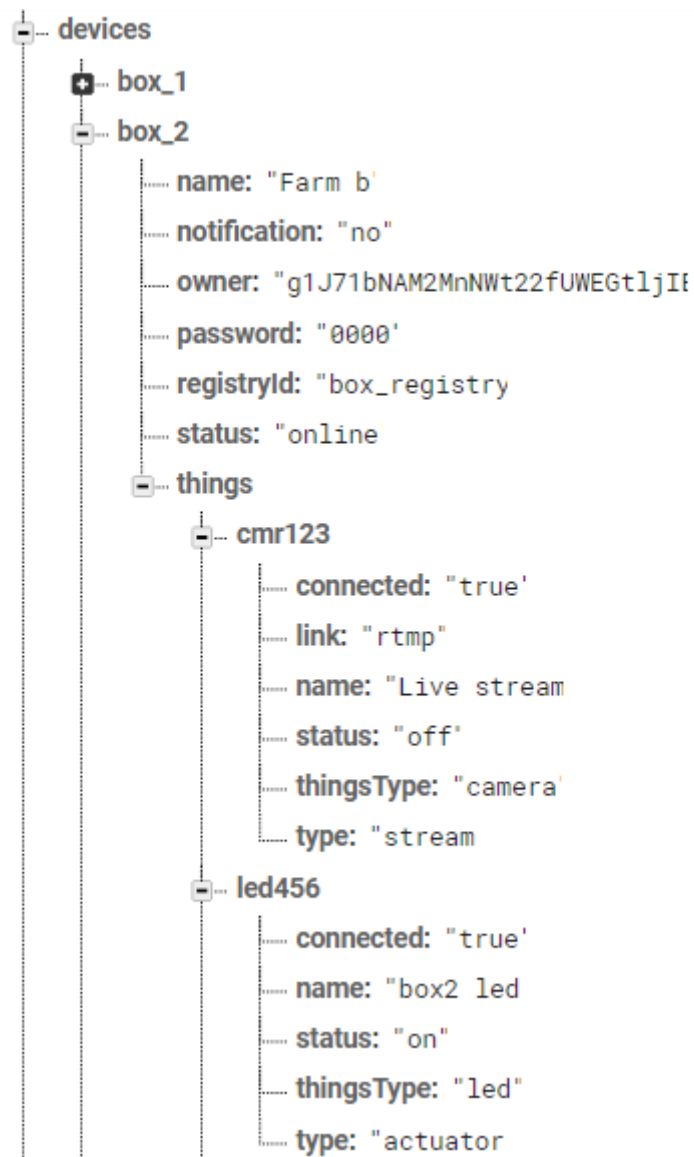 devices
box_1
box_2
name: "Farm b'
notification: "no"
owner: "g1J71bNAM2MnNWt22fUWEGtljIE
password: "0000'
registryId: "box_registry
status: "online
things
cmr123
connected: "true'
link: "rtmp"
name: "Live stream
status: "off"
thingsType: "camera'
type: "stream
led456
connected: "true'
name: "box2 led
status: "on"
thingsType: "led"
type: "actuator